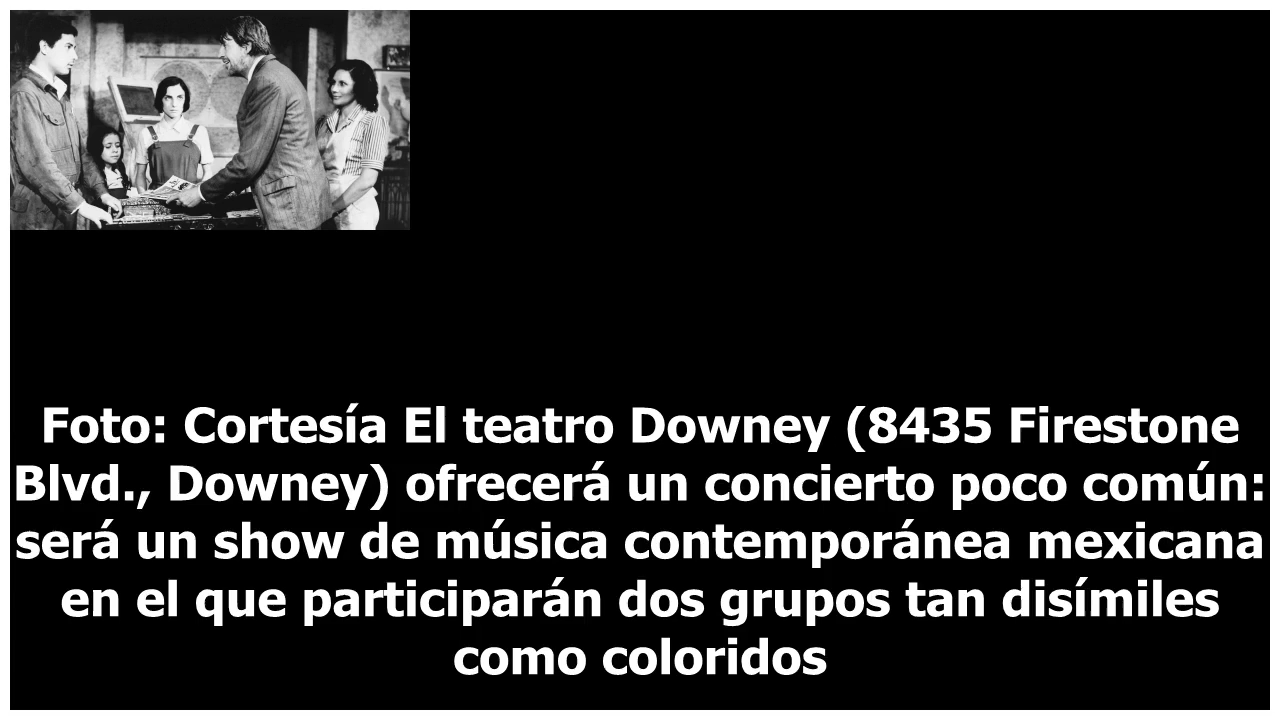 Foto: Cortesía El teatro Downey (8435 Firestone
Blvd., Downey) ofrecerá un concierto poco común:
será un show de música contemporánea mexicana
en el que participarán dos grupos tan disímiles
como coloridos